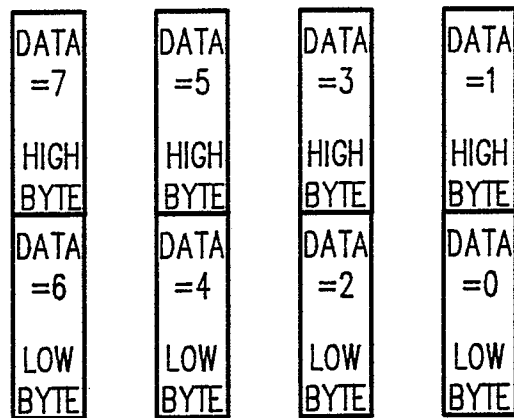 DATA DATA DATA DATA
=7 =5 =3 =1
HIGH HIGH HIGH HIGH
BYTE BYTE BYTE BYTE
DATA DATA DATA DATA
=6 =4 =2 =0
LOW LOW LOW LOW
BYTE BYTE BYTE BYTE